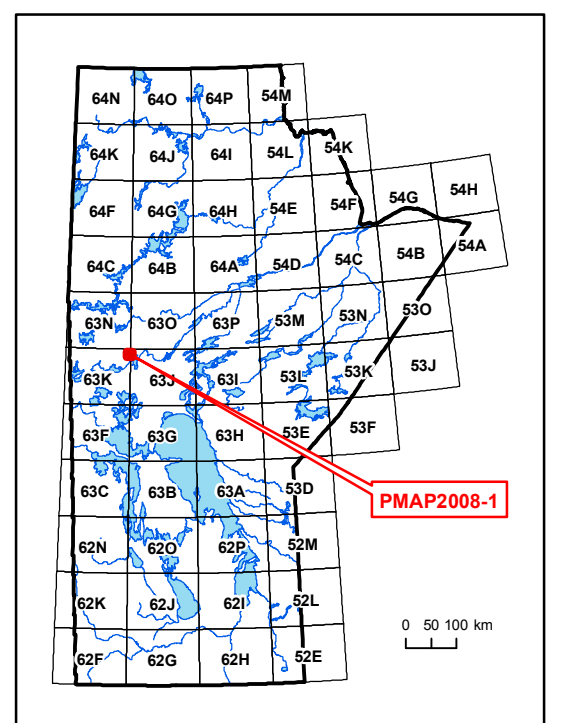 64N 64O 64P 54M
64K 64J 64I 54L 54K
64F 64G 64H 54E 54F 54G 54H
64C 64B 64A 54D 54C 54B 54A
63N 63O 63P 53M 53N 53O
63K 63J 63I 53L 53K 53J
63F 63G 63H 53E 53F
63C 63B 63A 53D
PMAP2008-1
62N 62O 62P 52M
62K 62J 62I 52L
0 50 100 km
62F 62G 62H 52E